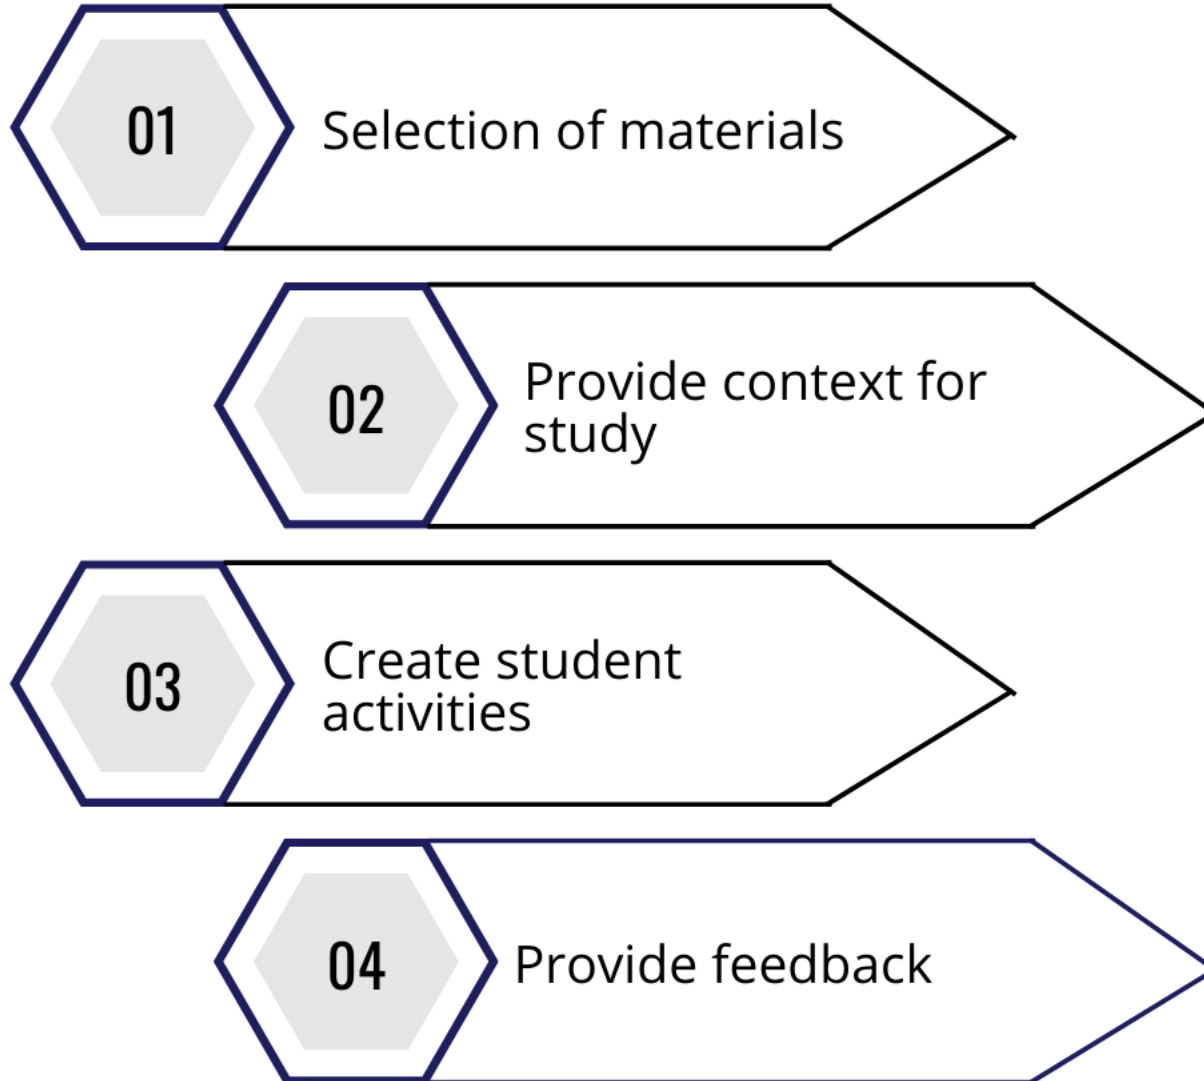 01
Selection of materials
02
Provide context for
study
03
Create student
activities
04
Provide feedback